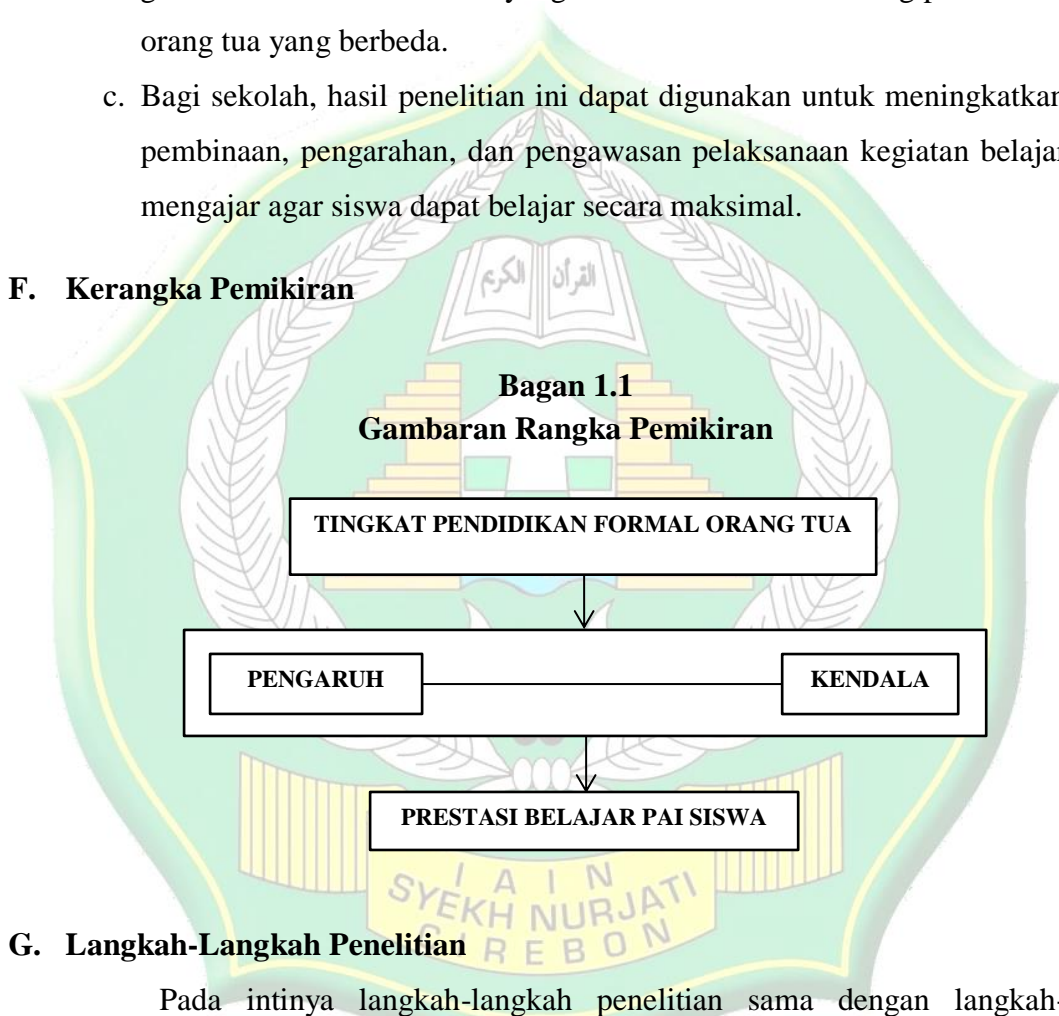 orang tua yang berbeda.
c. Bagi sekolah, hasil penelitian ini dapat digunakan untuk meningkatkan
pembinaan, pengarahan, dan pengawasan pelaksanaan kegiatan belajar
mengajar agar siswa dapat belajar secara maksimal.
القرأن الكريم
F. Kerangka Pemikiran
Bagan 1.1
Gambaran Rangka Pemikiran
TINGKAT PENDIDIKAN FORMAL ORANG TUA
PENGARUH
KENDALA
PRESTASI BELAJAR PAI SISWA
IAIN
SYEKH NURJATI
CIREBON
G. Langkah-Langkah Penelitian
Pada intinya langkah-langkah penelitian sama dengan langkah-